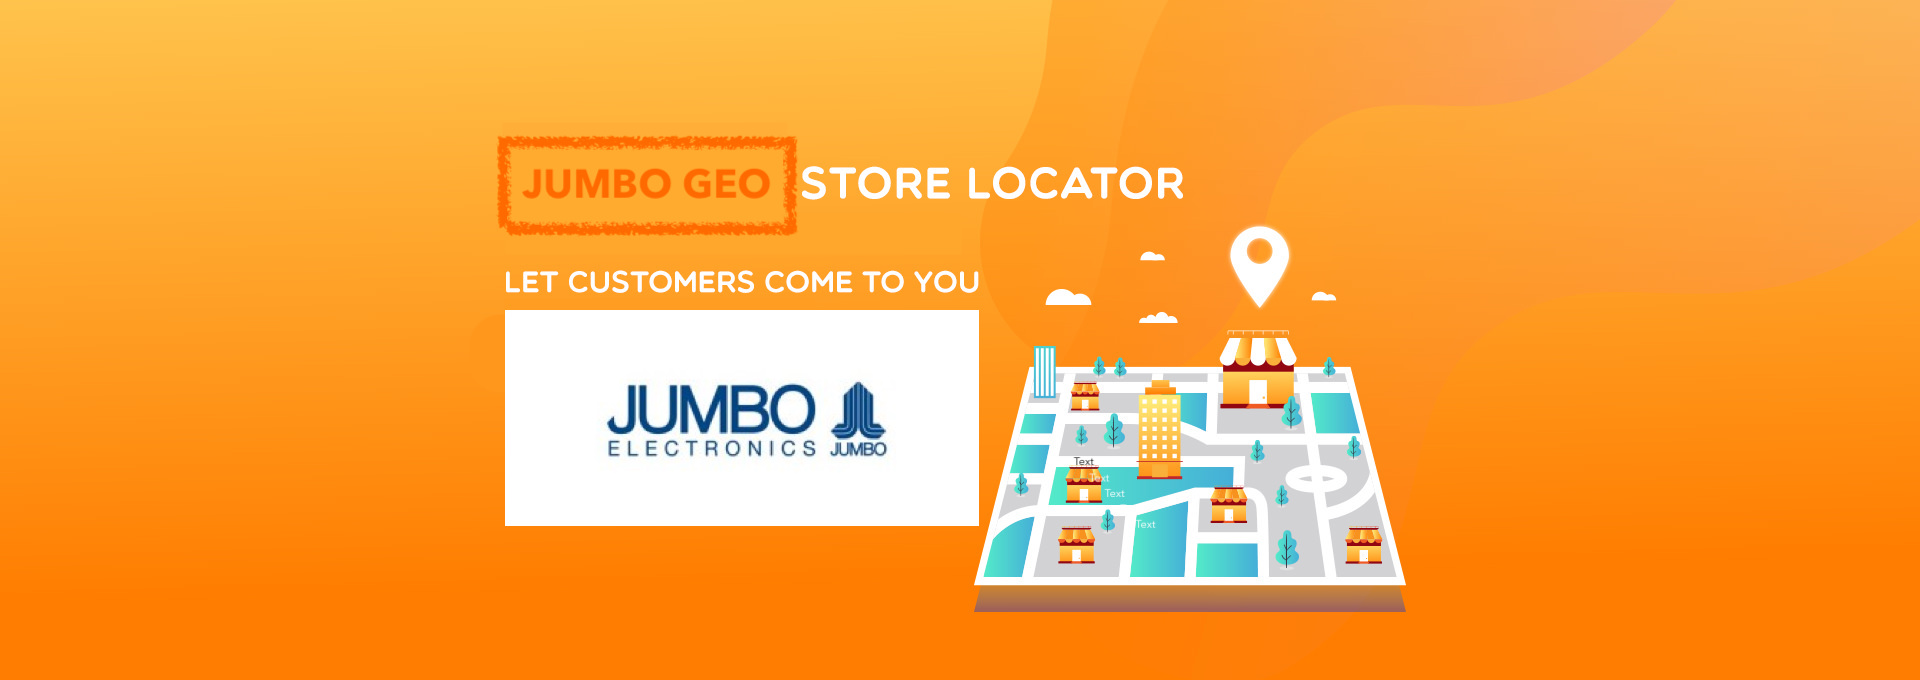 JUMBO GEO STORE LOCATOR
LET CUSTOMERS COME TO YOU
JUMBO
ELECTRONICS
JUMBO
Text
Text
Text
Text